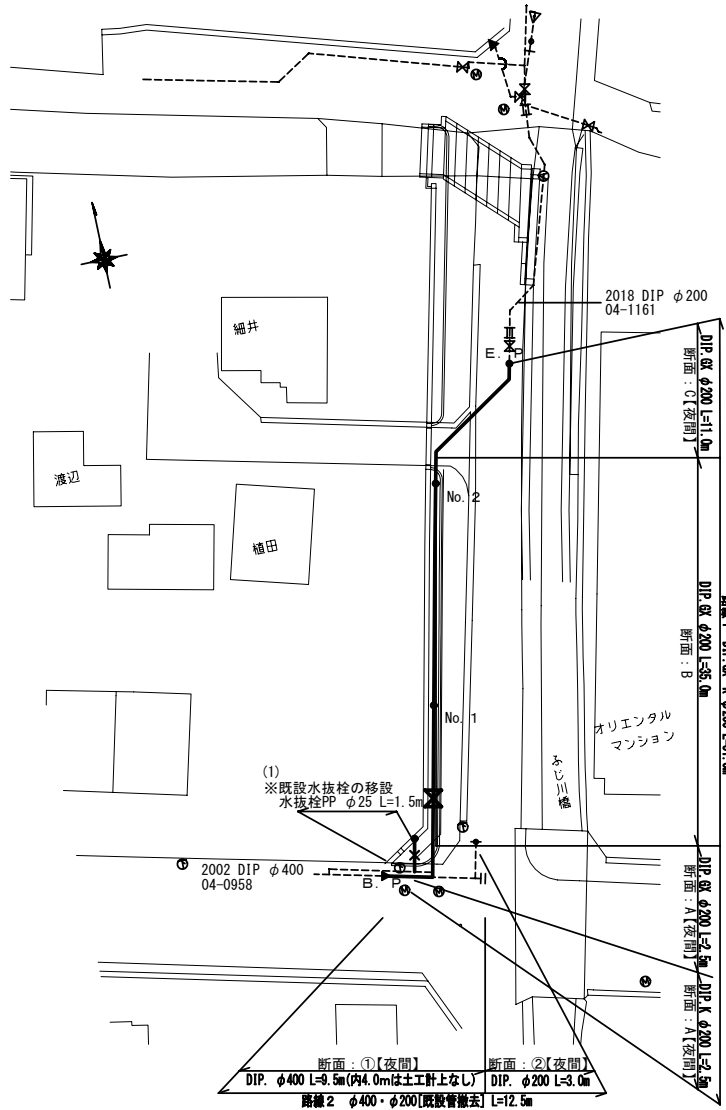 2018 DIP φ200
04-1161
細井
E. P
DIP.GX φ200 L=11.0m
断面：C【夜間】
渡辺
植田
No. 2
DIP.GX φ200 L=35.0m
断面：B
No. 1
オリエンタル
マンション
ふじ川橋
(1)
※既設水抜栓の移設
水抜栓PP φ25 L=1.5m
2002 DIP φ400
04-0958
B. P
DIP.GX φ200 L=2.5m
断面：A【夜間】
DIP.K φ200 L=2.5m
断面：A【夜間】
断面：①【夜間】
断面：②【夜間】
DIP. φ400 L=9.5m(内4.0mは土工計上なし)
DIP. φ200 L=3.0m
路線２ φ400・φ200[既設管撤去] L=12.5m